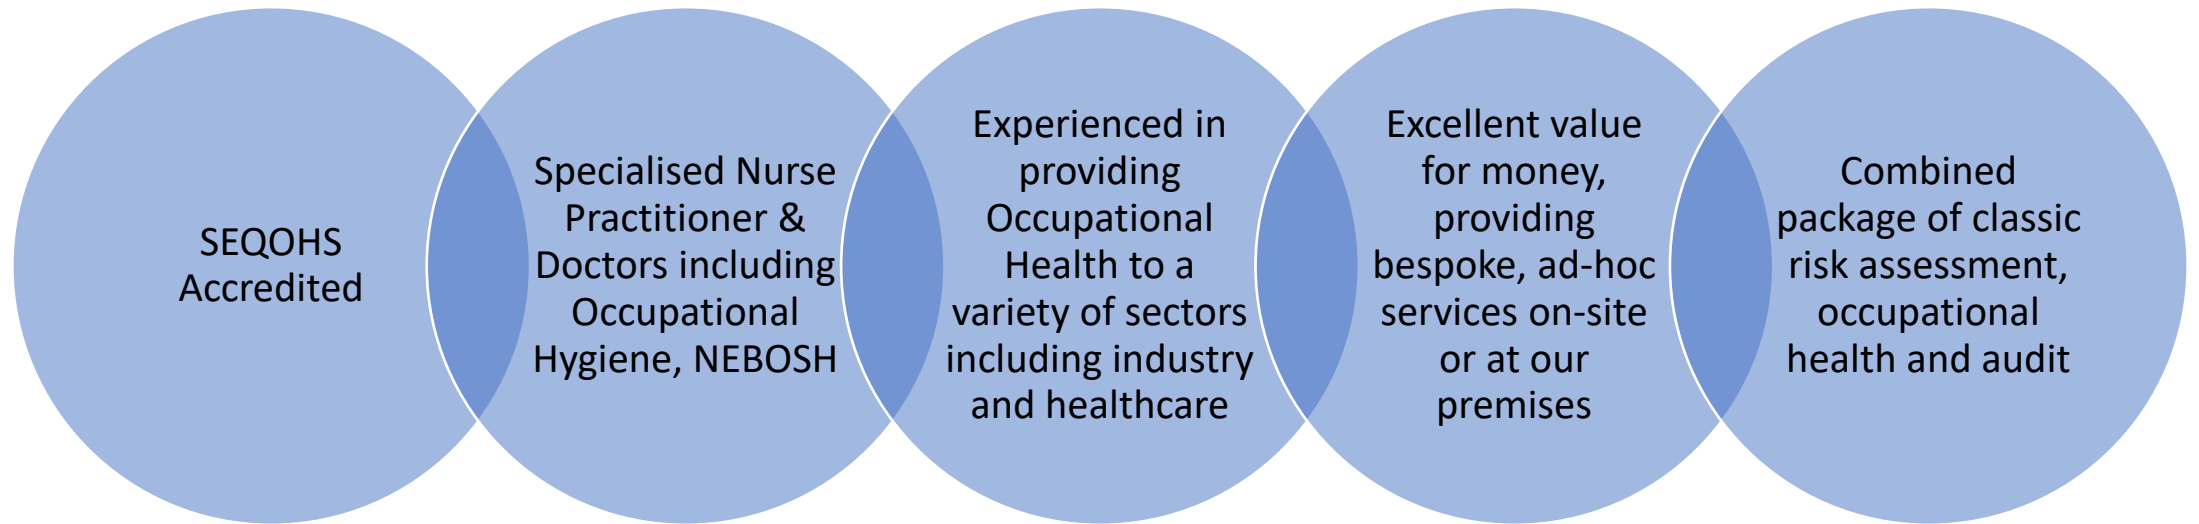 SEQOHS
Accredited
Specialised Nurse
Practitioner &
Doctors including
Occupational
Hygiene, NEBOSH
Experienced in
providing
Occupational
Health to a
variety of sectors
including industry
and healthcare
Excellent value
for money,
providing
bespoke, ad-hoc
services on-site
or at our
premises
Combined
package of classic
risk assessment,
occupational
health and audit